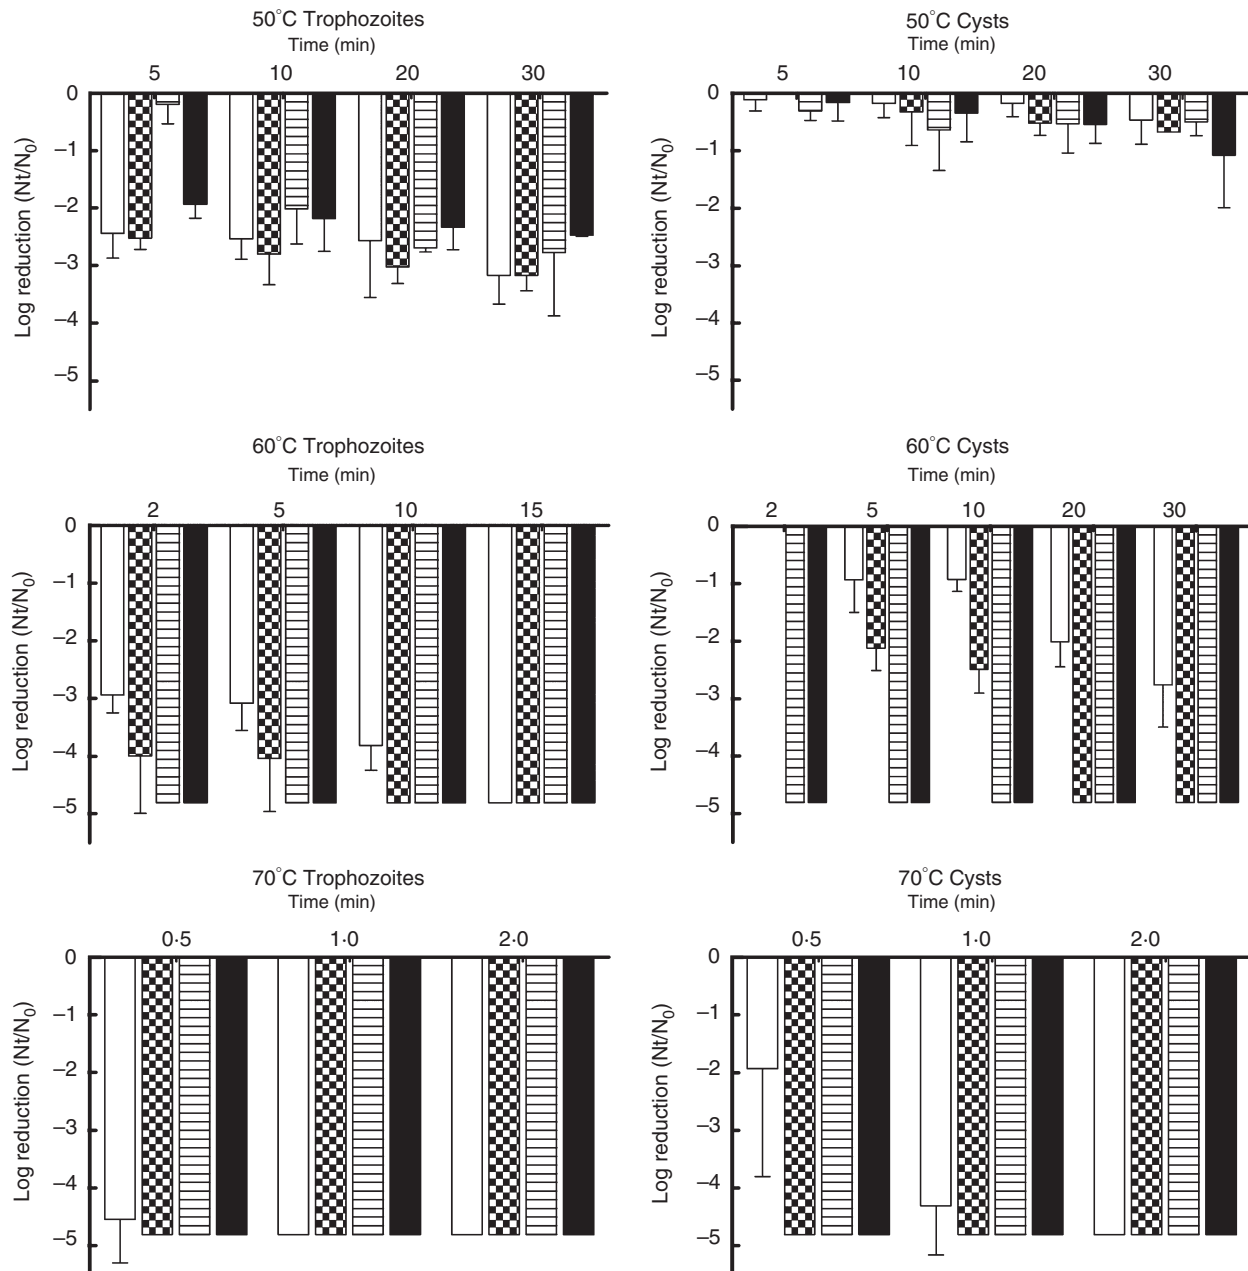 50°C Trophozoites
Time (min)
5 10 20 30
0
–1
–2
–3
–4
–5
Log reduction (Nt/N0)
50°C Cysts
Time (min)
5 10 20 30
0
–1
–2
–3
–4
–5
Log reduction (Nt/N0)
60°C Trophozoites
Time (min)
2 5 10 15
0
–1
–2
–3
–4
–5
Log reduction (Nt/N0)
60°C Cysts
Time (min)
2 5 10 20 30
0
–1
–2
–3
–4
–5
Log reduction (Nt/N0)
70°C Trophozoites
Time (min)
0·5 1·0 2·0
0
–1
–2
–3
–4
–5
Log reduction (Nt/N0)
70°C Cysts
Time (min)
0·5 1·0 2·0
0
–1
–2
–3
–4
–5
Log reduction (Nt/N0)